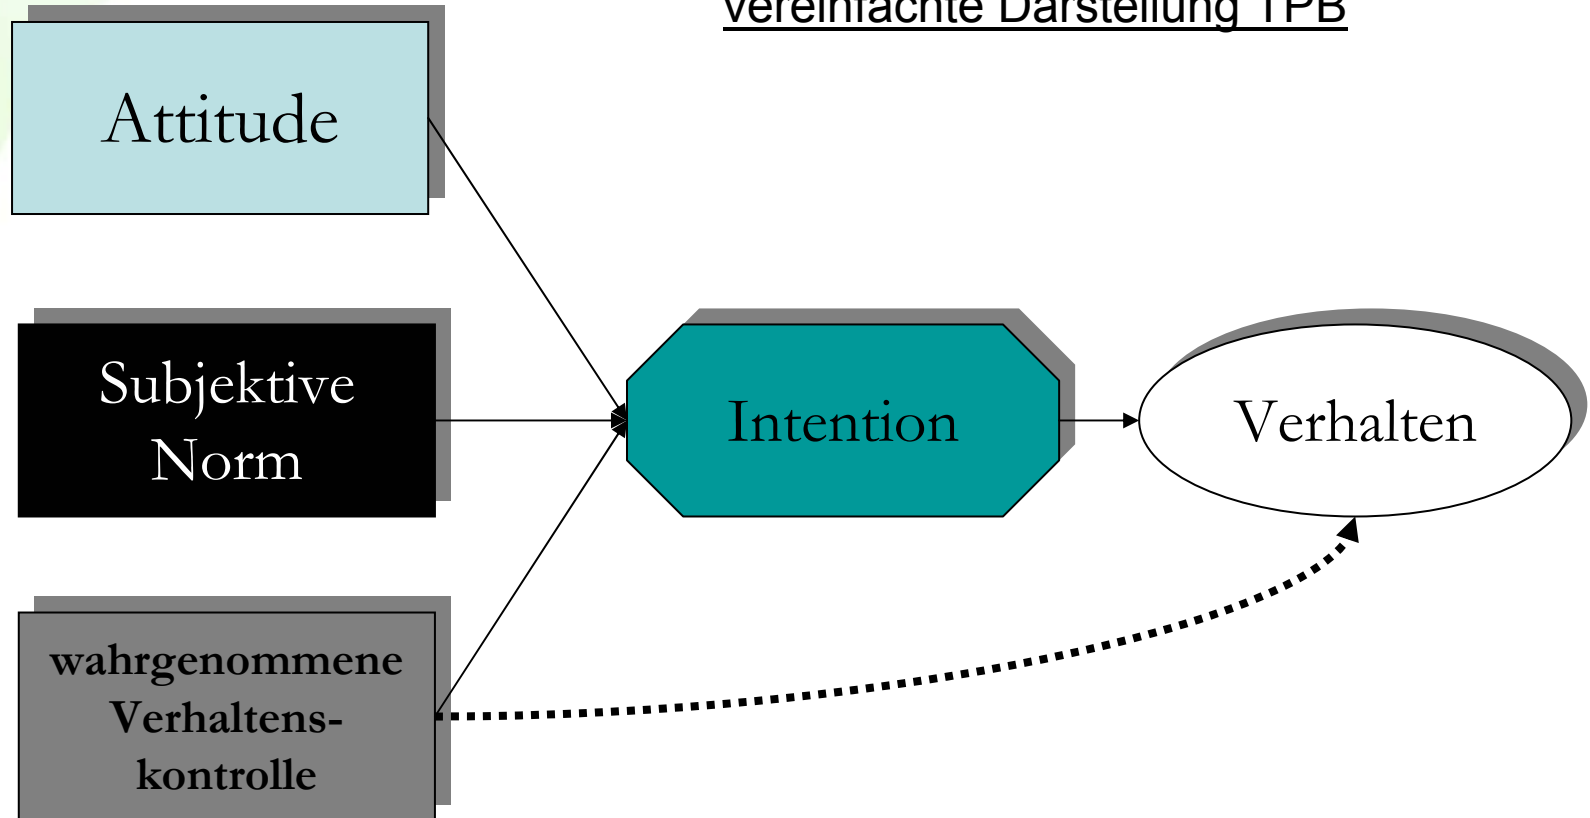 vereinfachte Darstellung TPB
Attitude
Subjektive
Norm
Intention
Verhalten
wahrgenommene
Verhaltens-
kontrolle